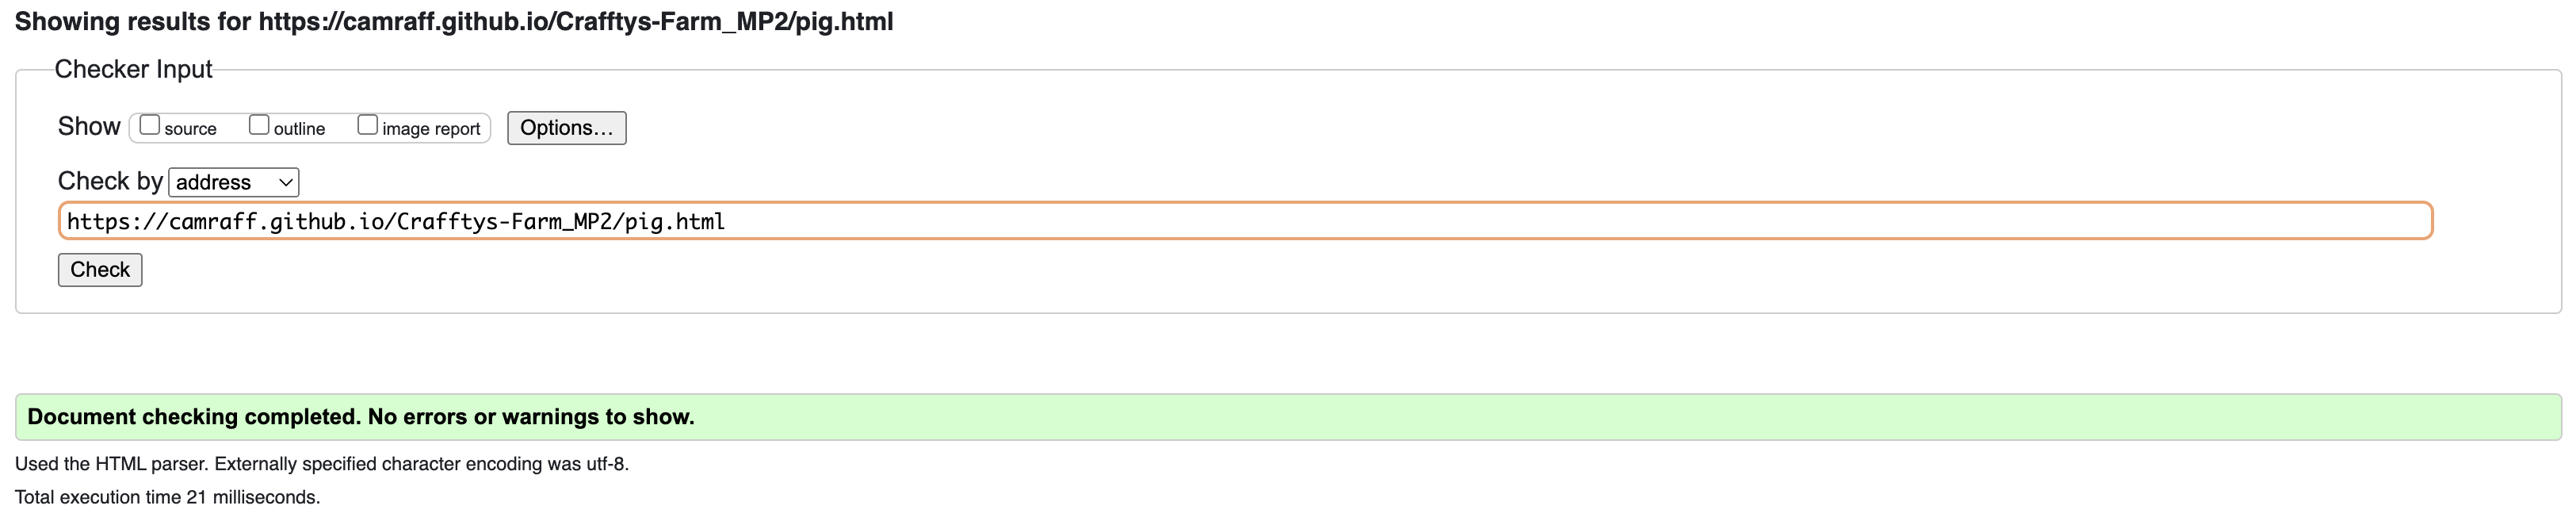 Showing results for https://camraff.github.io/Crafftys-Farm_MP2/pig.html
Checker Input
Show source outline image report Options...
Check by address
https://camraff.github.io/Crafftys-Farm_MP2/pig.html
Check
Document checking completed. No errors or warnings to show.
Used the HTML parser. Externally specified character encoding was utf-8.
Total execution time 21 milliseconds.